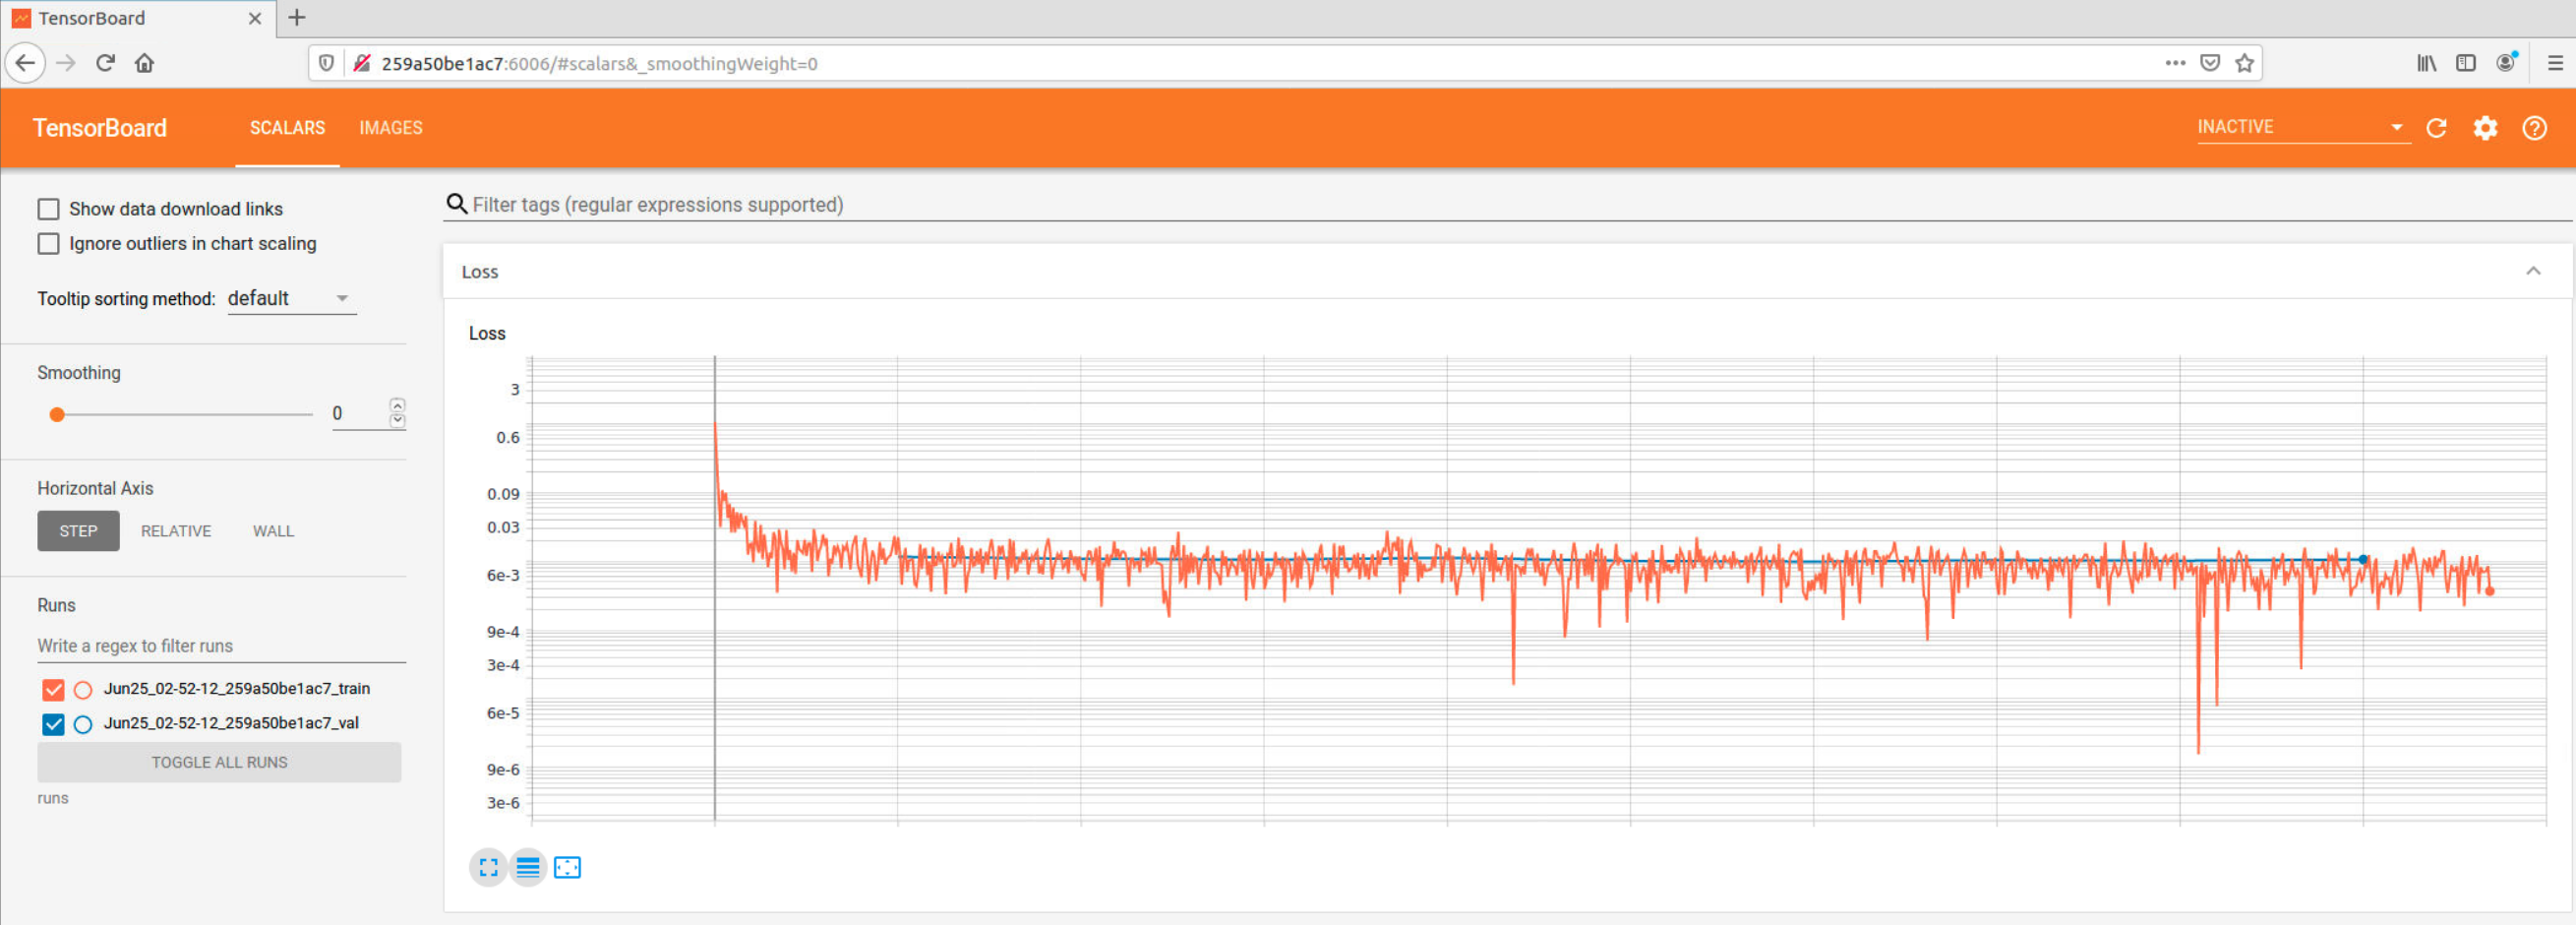 TensorBoard
259a50be1ac7:6006/#scalars&_smoothingWeight=0
TensorBoard SCALARS IMAGES INACTIVE
Show data download links
Ignore outliers in chart scaling
Tooltip sorting method: default
Smoothing
0
Horizontal Axis
STEP RELATIVE WALL
Runs
Write a regex to filter runs
Jun25_02-52-12_259a50be1ac7_train
Jun25_02-52-12_259a50be1ac7_val
TOGGLE ALL RUNS
runs
Filter tags (regular expressions supported)
Loss
Loss
3
0.6
0.09
0.03
6e-3
9e-4
3e-4
6e-5
9e-6
3e-6